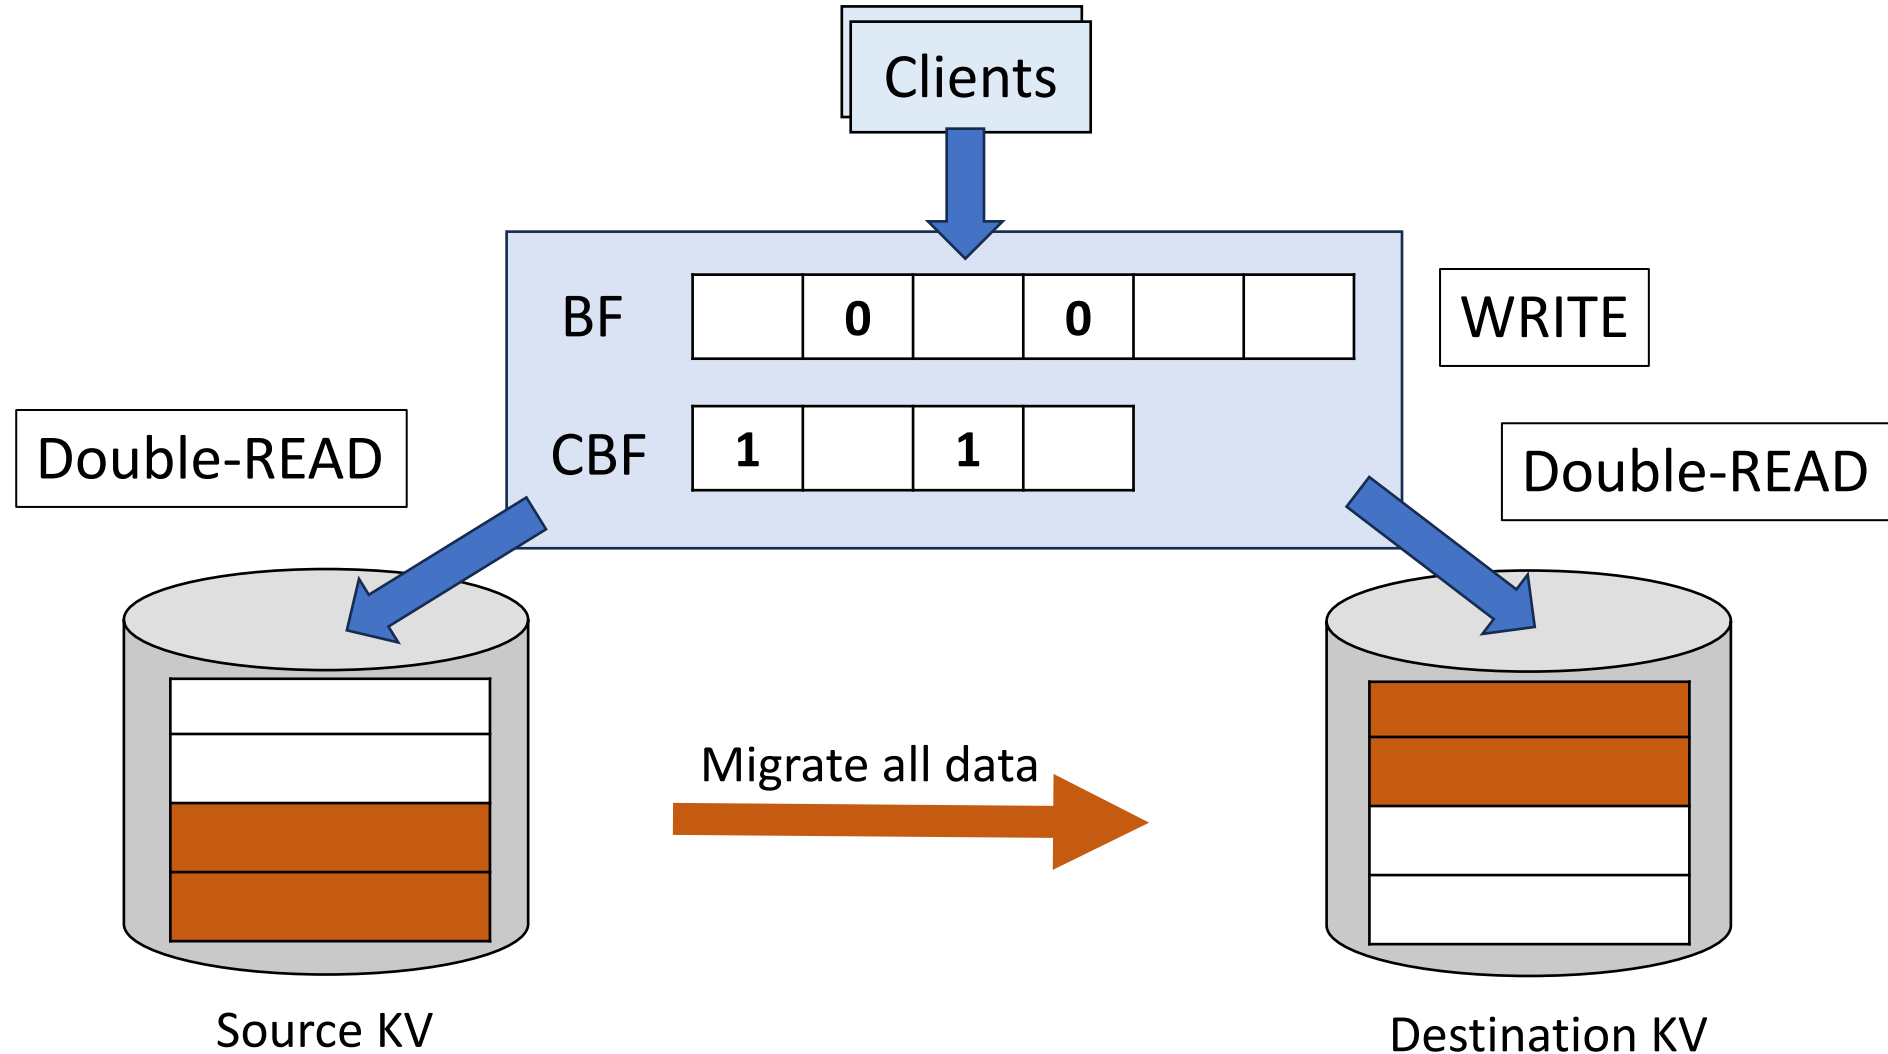 Clients
BF
0
0
WRITE
CBF
1
1
Double-READ
Double-READ
Migrate all data
Source KV
Destination KV